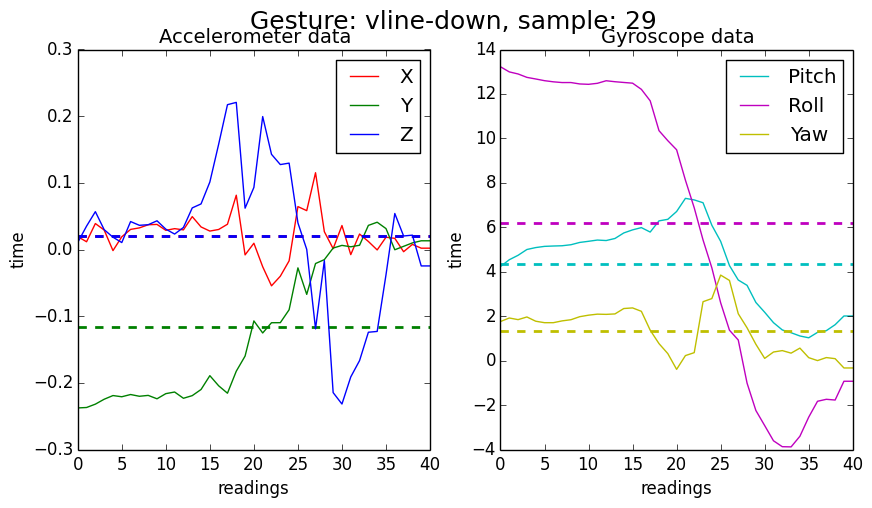 Gesture: vline-down, sample: 29
Accelerometer data
0.3
0.2
0.1
0.0
−0.1
−0.2
−0.3
time
0 5 10 15 20 25 30 35 40
readings
X
Y
Z
Gyroscope data
14
12
10
8
6
4
2
0
−2
−4
time
0 5 10 15 20 25 30 35 40
readings
Pitch
Roll
Yaw